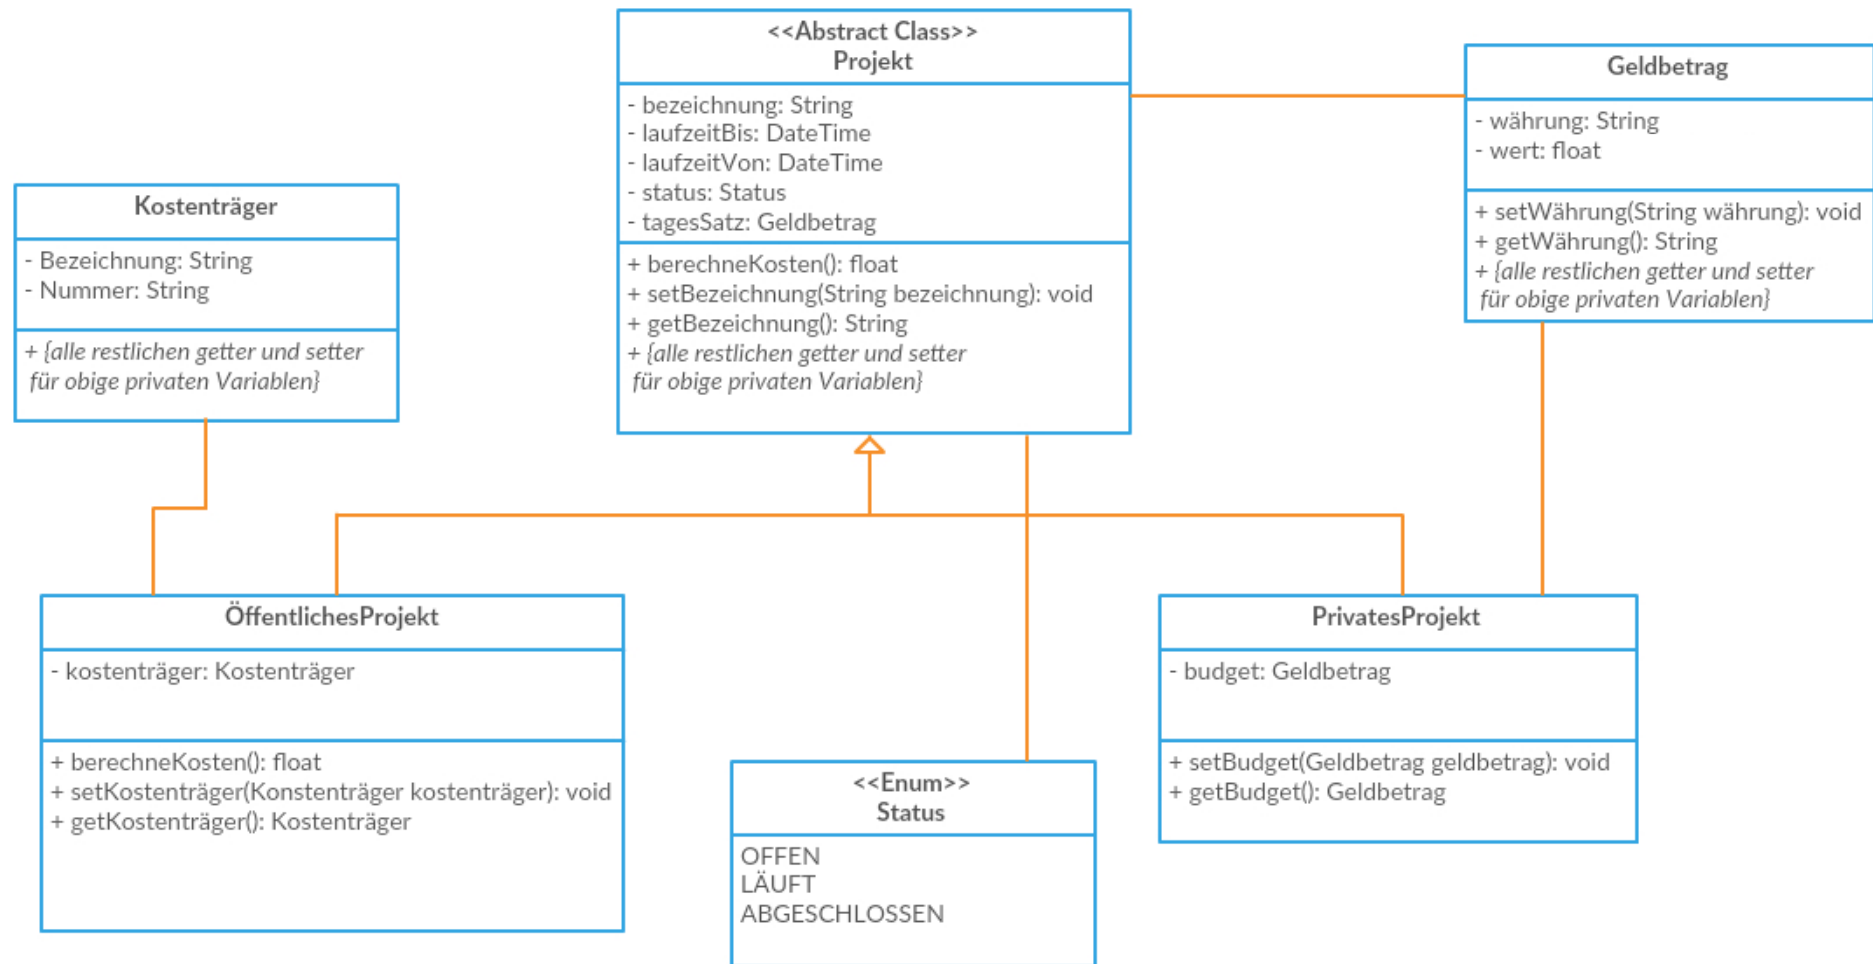 <<Abstract Class>>
Projekt
- bezeichnung: String
- laufzeitBis: DateTime
- laufzeitVon: DateTime
- status: Status
- tagesSatz: Geldbetrag
+ berechneKosten(): float
+ setBezeichnung(String bezeichnung): void
+ getBezeichnung(): String
+ {alle restlichen getter und setter
für obige privaten Variablen}
Geldbetrag
- währung: String
- wert: float
+ setWährung(String währung): void
+ getWährung(): String
+ {alle restlichen getter und setter
für obige privaten Variablen}
Kostenträger
- Bezeichnung: String
- Nummer: String
+ {alle restlichen getter und setter
für obige privaten Variablen}
ÖffentlichesProjekt
- kostenträger: Kostenträger
+ berechneKosten(): float
+ setKostenträger(Konstenträger kostenträger): void
+ getKostenträger(): Kostenträger
<<Enum>>
Status
OFFEN
LÄUFT
ABGESCHLOSSEN
PrivatesProjekt
- budget: Geldbetrag
+ setBudget(Geldbetrag geldbetrag): void
+ getBudget(): Geldbetrag